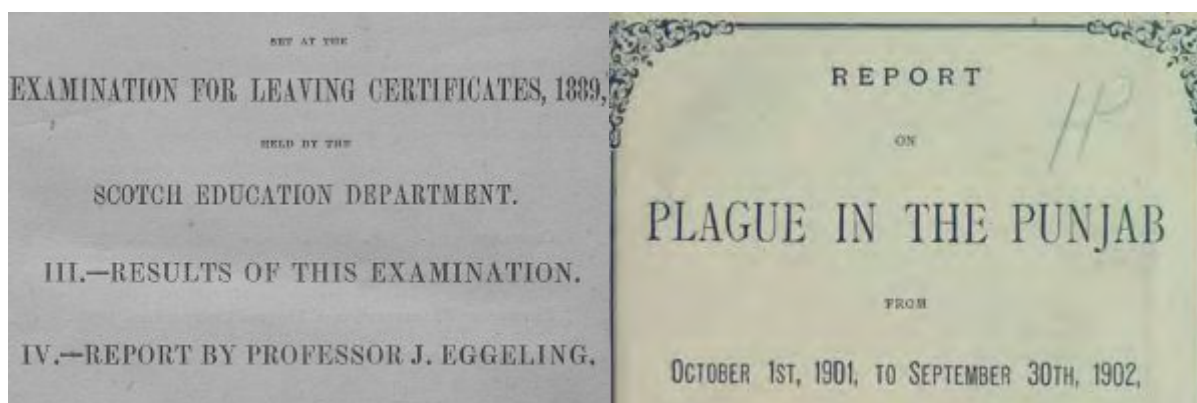 SET AT THE
EXAMINATION FOR LEAVING CERTIFICATES, 1889,
HELD BY THE
SCOTCH EDUCATION DEPARTMENT.
III.—RESULTS OF THIS EXAMINATION.
IV.—REPORT BY PROFESSOR J. EGGELING.
REPORT
HP
ON
PLAGUE IN THE PUNJAB
FROM
OCTOBER 1ST, 1901, TO SEPTEMBER 30TH, 1902,